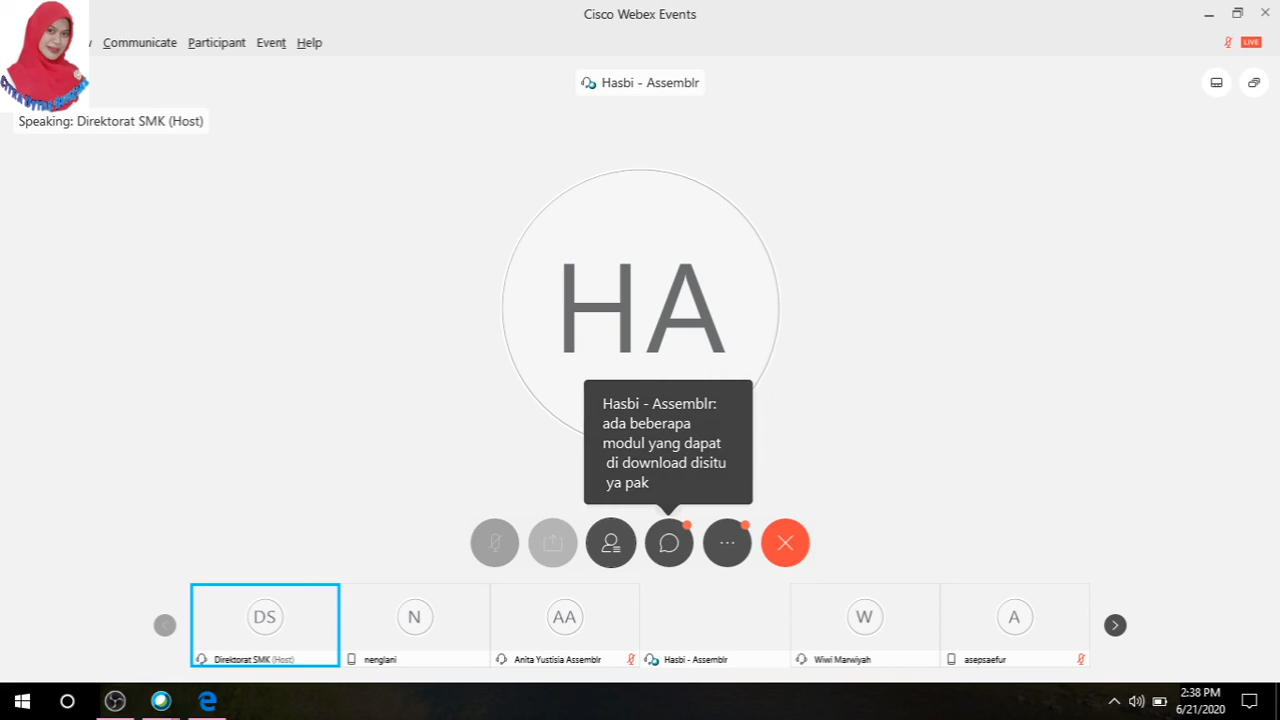 Cisco Webex Events
Communicate Participant Event Help
LIVE
Hasbi - Assemblr
Speaking: Direktorat SMK (Host)
HA
Hasbi - Assemblr:
ada beberapa
modul yang dapat
di download disitu
ya pak
DS
N
AA
W
A
Direktorat SMK (Host)
nenglani
Anita Yustisia Assemblr
Hasbi - Assemblr
Wiwi Marwiyah
asepsaefur
2:38 PM
6/21/2020